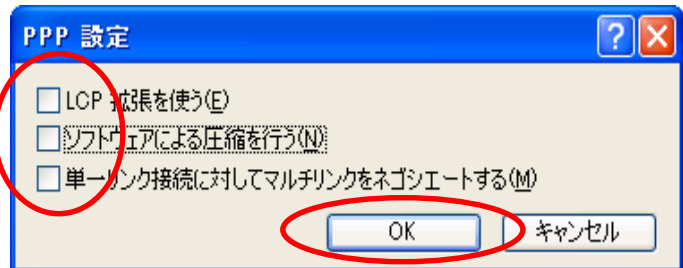 PPP 設定
LCP 拡張を使う(E)
ソフトウェアによる圧縮を行う(N)
単一リンク接続に対してマルチリンクをネゴシエートする(M)
OK キャンセル